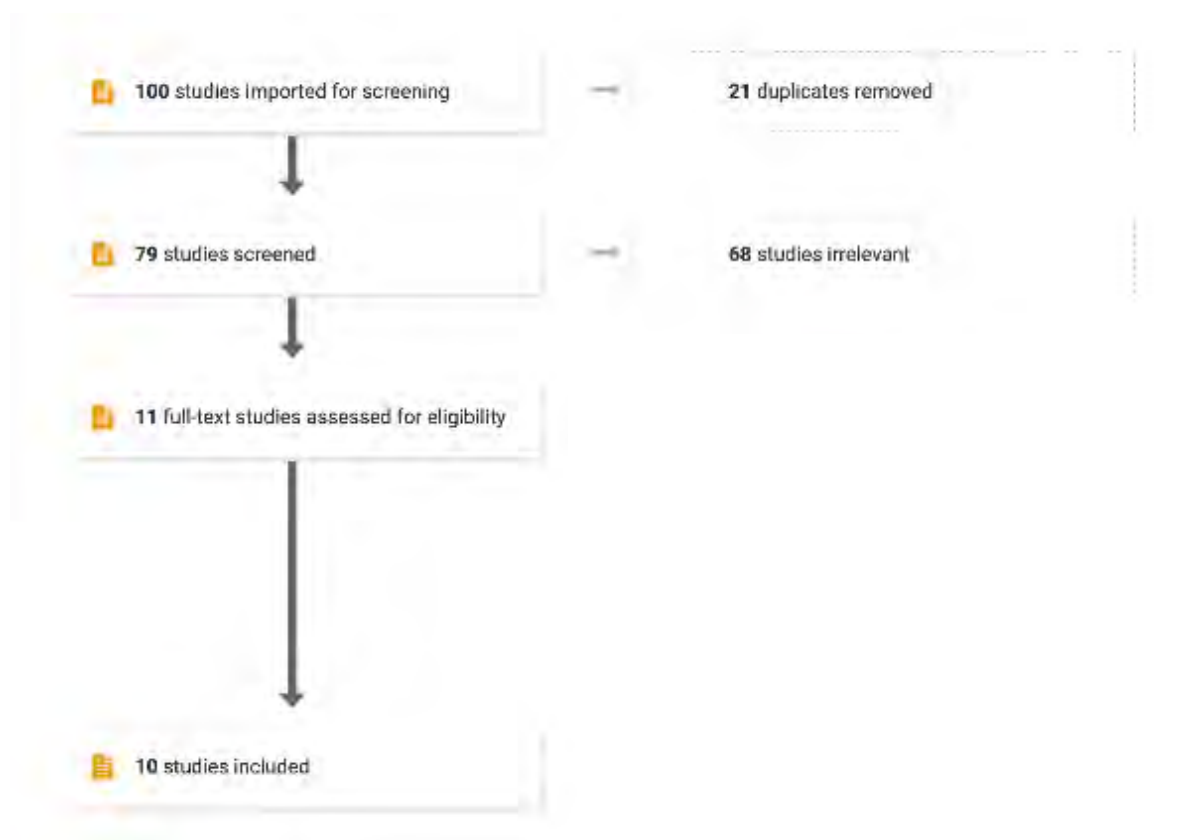 100 studies imported for screening
21 duplicates removed
79 studies screened
68 studies irrelevant
11 full-text studies assessed for eligibility
10 studies included